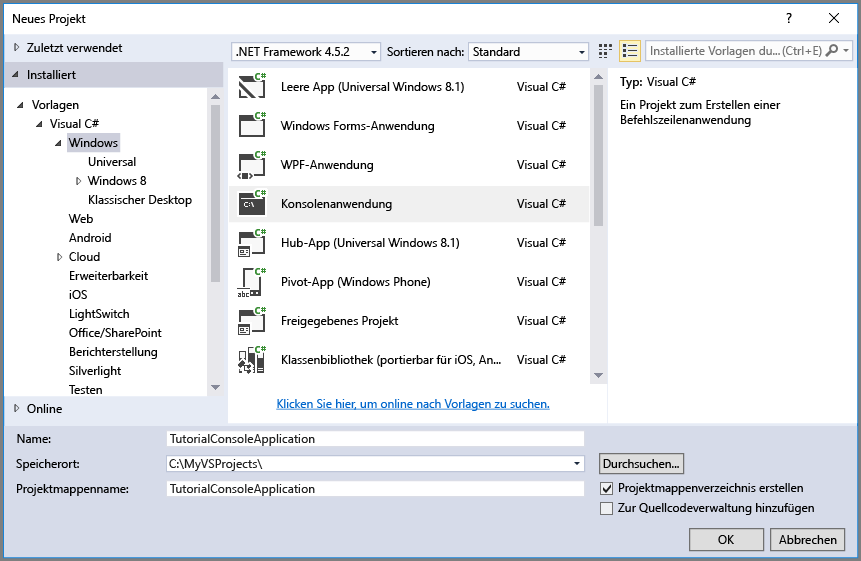 Neues Projekt
?
Zuletzt verwendet
Installiert
Vorlagen
Visual C#
Windows
Universal
Windows 8
Klassischer Desktop
Web
Android
Cloud
Erweiterbarkeit
iOS
LightSwitch
Office/SharePoint
Berichterstellung
Silverlight
Testen
Online
.NET Framework 4.5.2
Sortieren nach:
Standard
Installierte Vorlagen du... (Ctrl+E)
C# Leere App (Universal Windows 8.1) Visual C#
C# Windows Forms-Anwendung Visual C#
C# WPF-Anwendung Visual C#
C# C:\ Konsolenanwendung Visual C#
C# Hub-App (Universal Windows 8.1) Visual C#
C# abc Pivot-App (Windows Phone) Visual C#
C# Freigegebenes Projekt Visual C#
C# Klassenbibliothek (portierbar für iOS, An... Visual C#
Klicken Sie hier, um online nach Vorlagen zu suchen.
Typ: Visual C#
Ein Projekt zum Erstellen einer
Befehlszeilenanwendung
Name: TutorialConsoleApplication
Speicherort: C:\MyVSProjects\ Durchsuchen...
Projektmappenname: TutorialConsoleApplication
Projektmappenverzeichnis erstellen
Zur Quellcodeverwaltung hinzufügen
OK
Abbrechen